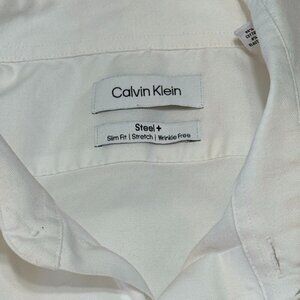 Calvin Klein
Steel+
Slim Fit | Stretch | Wrinkle Free